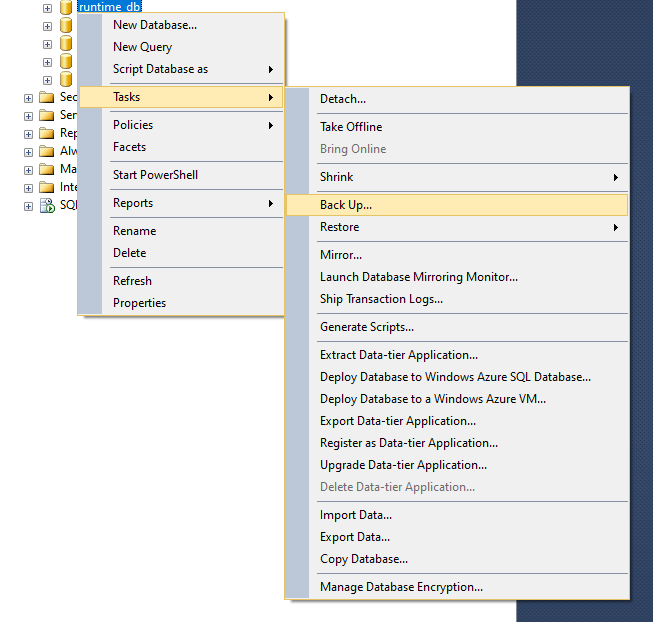 runtime_db
New Database...
New Query
Script Database as
Tasks
Policies
Facets
Start PowerShell
Reports
Rename
Delete
Refresh
Properties
Sec
Ser
Rep
Alw
Ma
Inte
SQL
Detach...
Take Offline
Bring Online
Shrink
Back Up...
Restore
Mirror...
Launch Database Mirroring Monitor...
Ship Transaction Logs...
Generate Scripts...
Extract Data-tier Application...
Deploy Database to Windows Azure SQL Database...
Deploy Database to a Windows Azure VM...
Export Data-tier Application...
Register as Data-tier Application...
Upgrade Data-tier Application...
Delete Data-tier Application...
Import Data...
Export Data...
Copy Database...
Manage Database Encryption...